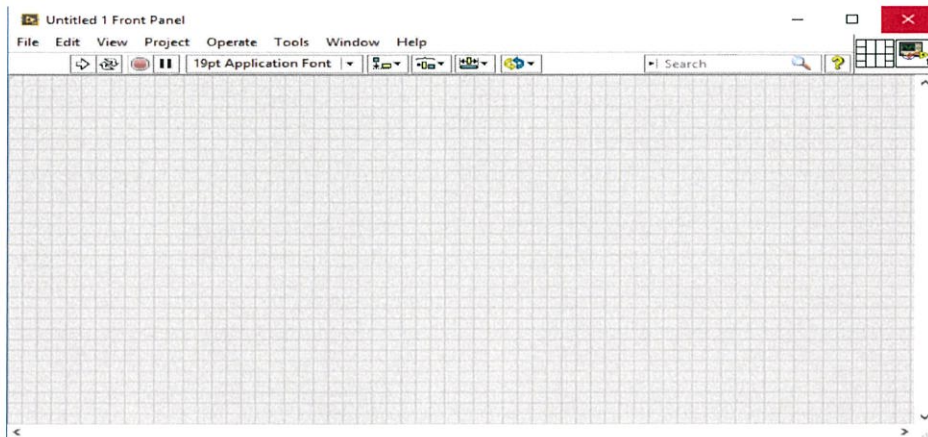 Untitled 1 Front Panel
File Edit View Project Operate Tools Window Help
19pt Application Font Search ?